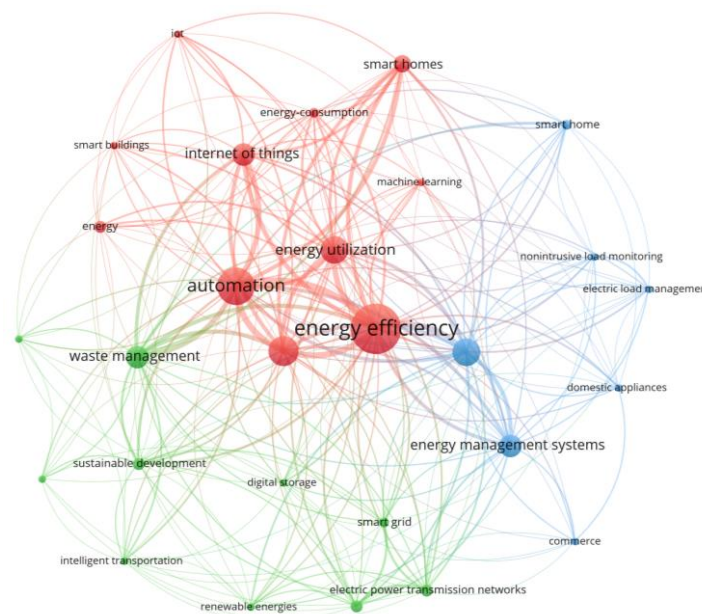 iot
smart homes
energy-consumption
smart home
smart buildings
internet of things
machine learning
energy
energy utilization
nonintrusive load monitoring
automation
electric load management
energy efficiency
waste management
domestic appliances
energy management systems
sustainable development
digital storage
smart grid
commerce
intelligent transportation
electric power transmission networks
renewable energies